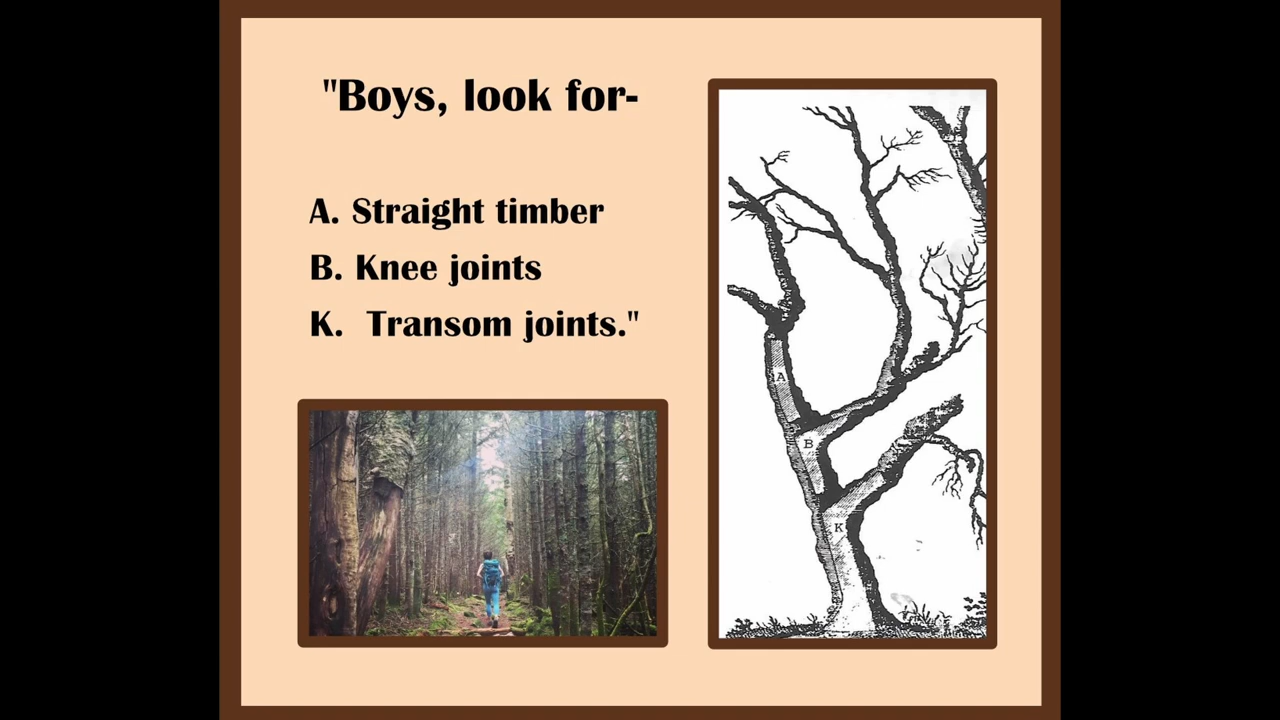 "Boys, look for-
A. Straight timber
B. Knee joints
K. Transom joints."
A
B
K